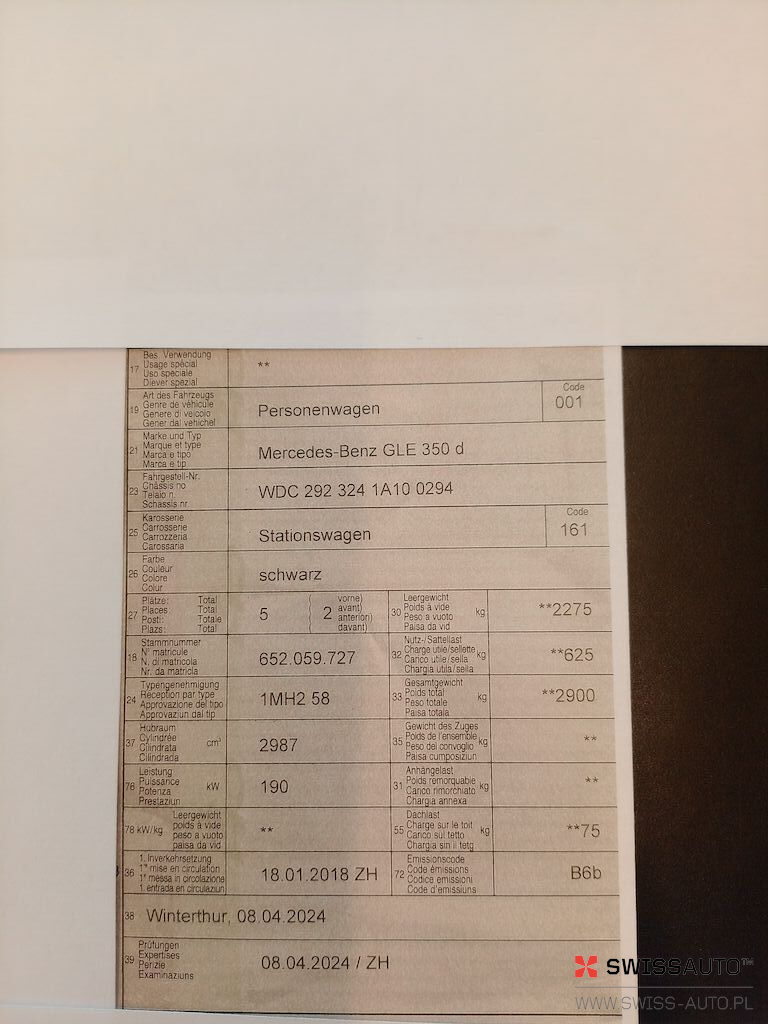 17 Bes. Verwendung
Usage spécial
Uso speciale
Diever spezial
**
19 Art des Fahrzeugs
Genre de véhicule
Genere di veicolo
Gener dal vehichel
Personenwagen
Code
001
21 Marke und Typ
Marque et type
Marca e tipo
Marca e tip
Mercedes-Benz GLE 350 d
23 Fahrgestell-Nr.
Châssis no
Telaio n.
Schassis nr
WDC 292 324 1A10 0294
25 Karosserie
Carrosserie
Carrozzeria
Carossaria
Stationswagen
Code
161
26 Farbe
Couleur
Colore
Colur
schwarz
27 Plätze: Total
Places: Total
Posti: Totale
Plazs: Total
5
( 2 vorne)
avant)
anteriori)
davant)
30 Leergewicht
Poids à vide
Peso a vuoto
Paisa da vid
kg
**2275
18 Stammnummer
N° matricule
N. di matricola
Nr. da matricla
652.059.727
32 Nutz-/Sattellast
Charge utile/sellette
Carico utile/sella
Chargia utila/sella
kg
**625
24 Typengenehmigung
Réception par type
Approvazione del tipo
Approvaziun dal tip
1MH2 58
33 Gesamtgewicht
Poids total
Peso totale
Paisa totala
kg
**2900
37 Hubraum
Cylindrée
Cilindrata
Cilindrada
cm³
2987
35 Gewicht des Zuges
Poids de l'ensemble
Peso del convoglio
Paisa cumposiziun
kg
**
76 Leistung
Puissance
Potenza
Prestaziun
kW
190
31 Anhängelast
Poids remorquable
Carico rimorchiato
Chargia annexa
kg
**
78 kW/kg
Leergewicht
poids à vide
peso a vuoto
paisa da vid
**
55 Dachlast
Charge sur le toit
Carico sul tetto
Chargia sin il tetg
kg
**75
36 1. Inverkehrsetzung
1re mise en circulation
1a messa in circolazione
1. entrada en circulaziun
18.01.2018 ZH
72 Emissionscode
Code émissions
Codice emissioni
Code d'emissiuns
B6b
38 Winterthur, 08.04.2024
39 Prüfungen
Expertises
Perizie
Examinaziuns
08.04.2024 / ZH
SWISSAUTO™
WWW.SWISS-AUTO.PL